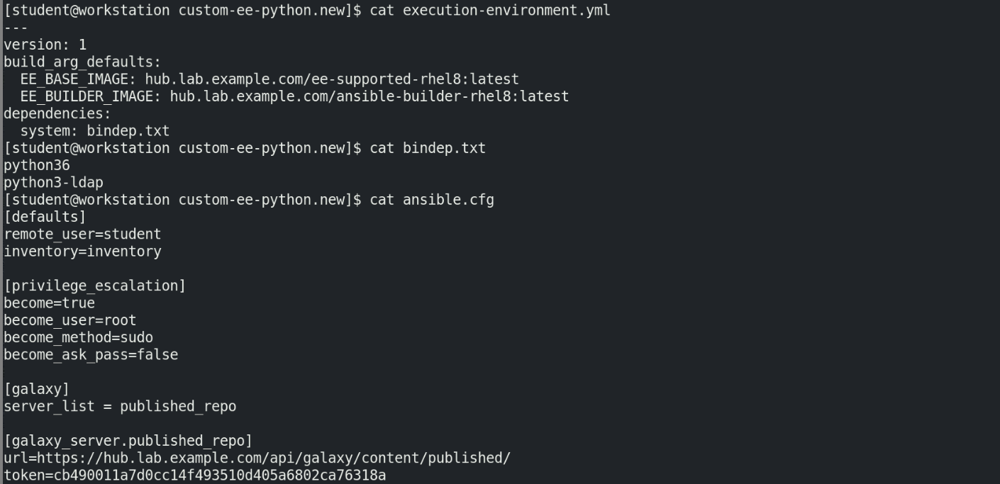 [student@workstation custom-ee-python.new]$ cat execution-environment.yml
---
version: 1
build_arg_defaults:
  EE_BASE_IMAGE: hub.lab.example.com/ee-supported-rhel8:latest
  EE_BUILDER_IMAGE: hub.lab.example.com/ansible-builder-rhel8:latest
dependencies:
  system: bindep.txt
[student@workstation custom-ee-python.new]$ cat bindep.txt
python36
python3-ldap
[student@workstation custom-ee-python.new]$ cat ansible.cfg
[defaults]
remote_user=student
inventory=inventory

[privilege_escalation]
become=true
become_user=root
become_method=sudo
become_ask_pass=false

[galaxy]
server_list = published_repo

[galaxy_server.published_repo]
url=https://hub.lab.example.com/api/galaxy/content/published/
token=cb490011a7d0cc14f493510d405a6802ca76318a